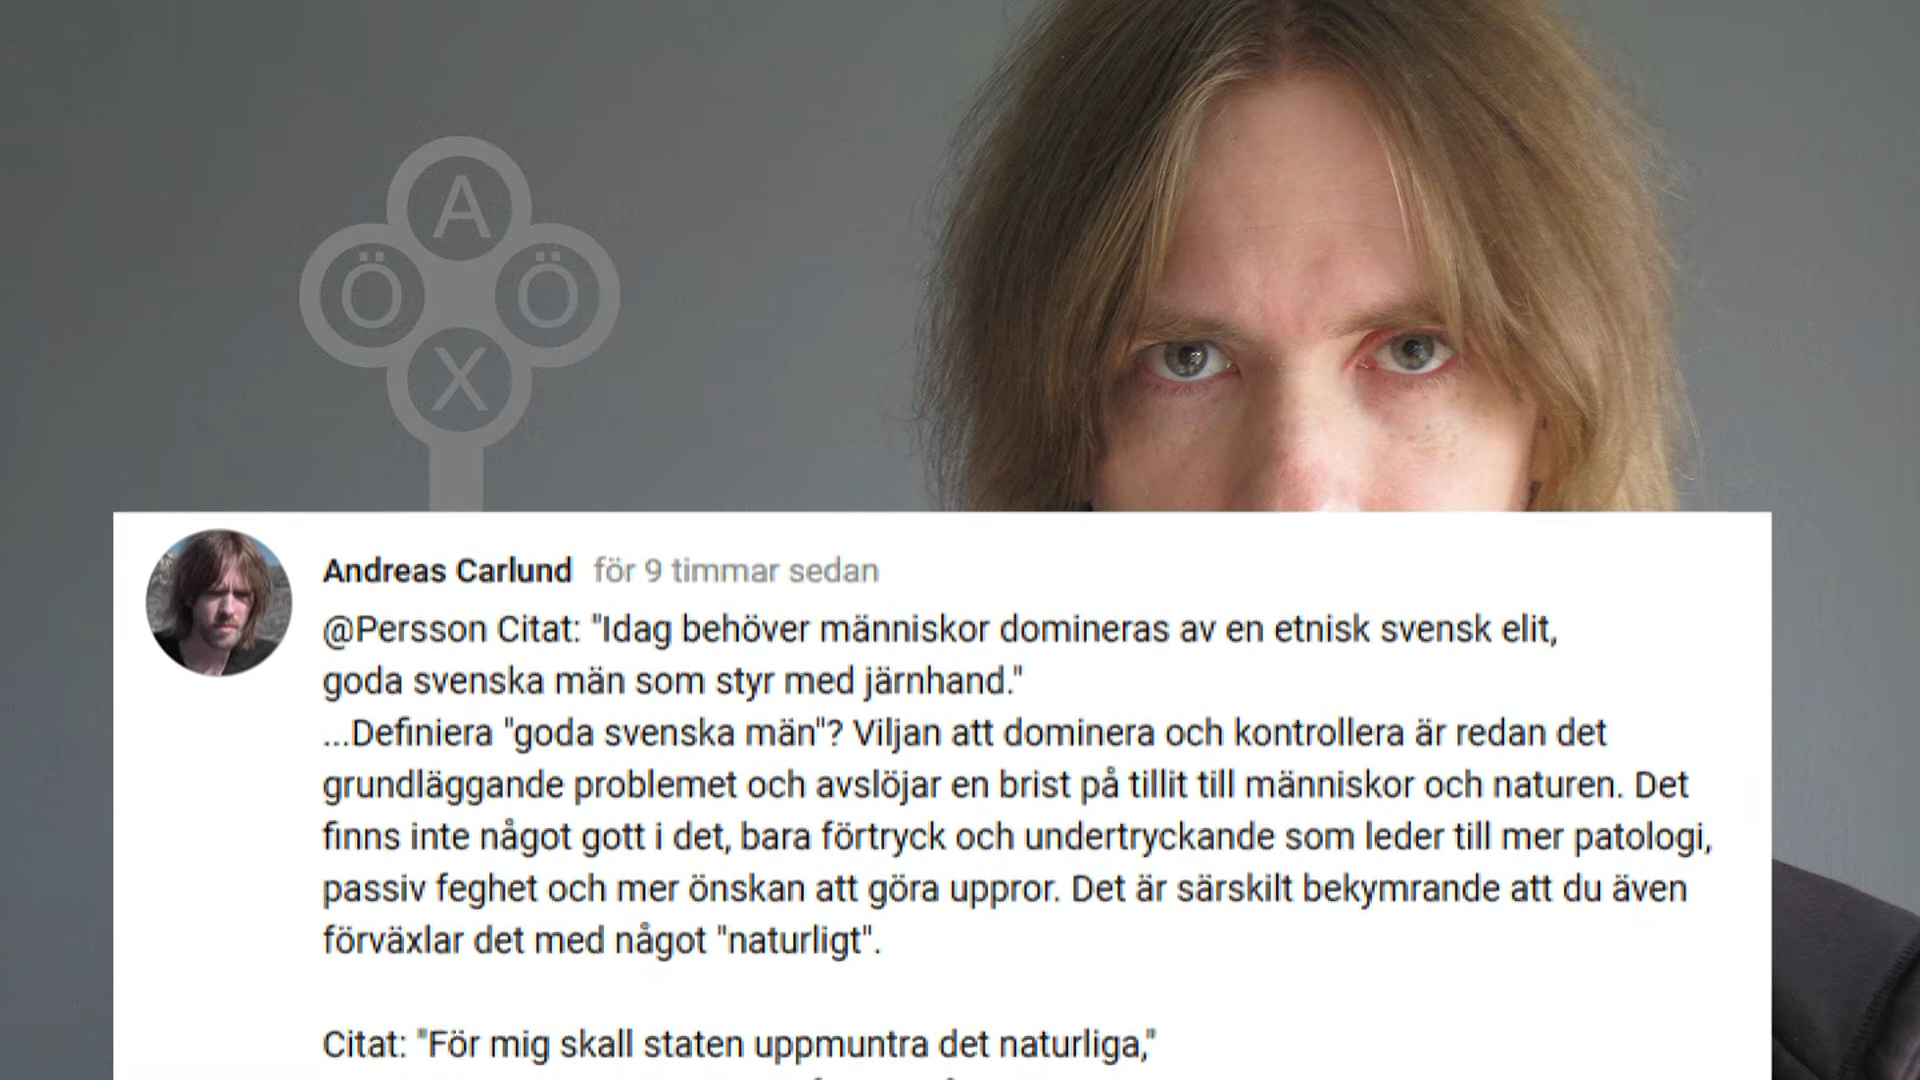 A
Ö Ö
X
Andreas Carlund för 9 timmar sedan
@Persson Citat: "Idag behöver människor domineras av en etnisk svensk elit,
goda svenska män som styr med järnhand."
...Definiera "goda svenska män"? Viljan att dominera och kontrollera är redan det
grundläggande problemet och avslöjar en brist på tillit till människor och naturen. Det
finns inte något gott i det, bara förtryck och undertryckande som leder till mer patologi,
passiv feghet och mer önskan att göra uppror. Det är särskilt bekymrande att du även
förväxlar det med något "naturligt".
Citat: "För mig skall staten uppmuntra det naturliga,"